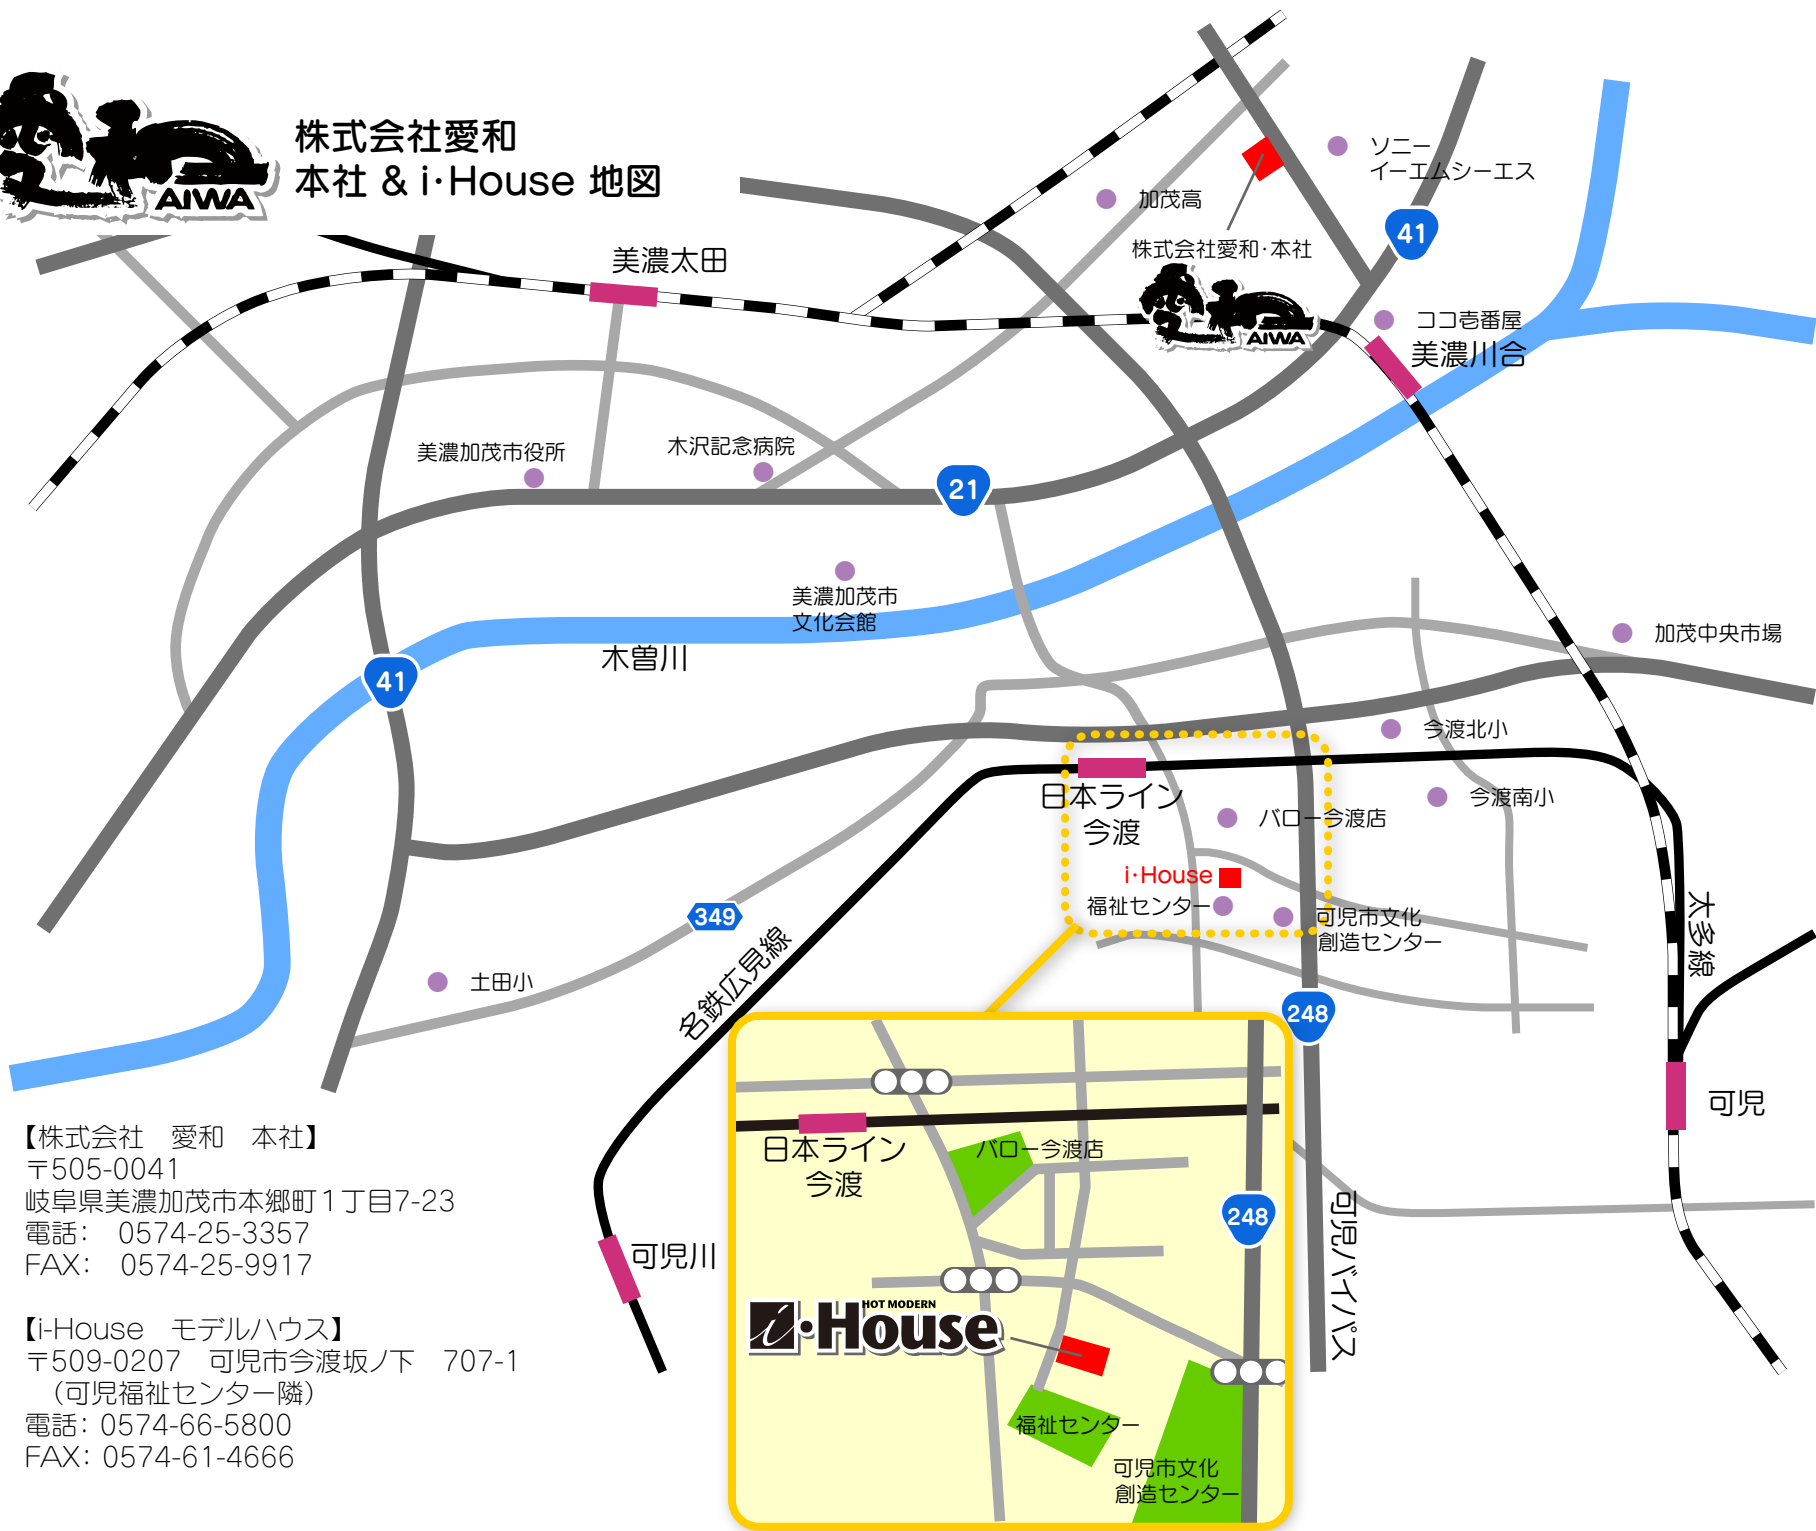 愛和
AIWA
株式会社愛和
本社 & i・House 地図
ソニー
イーエムシーエス
加茂高
41
株式会社愛和・本社
愛和
AIWA
美濃太田
ココ壱番屋
美濃川合
美濃加茂市役所
木沢記念病院
21
美濃加茂市
文化会館
木曽川
41
加茂中央市場
今渡北小
日本ライン
今渡
バロー今渡店
今渡南小
i・House
福祉センター
可児市文化
創造センター
349
名鉄広見線
太多線
土田小
248
可児
可児バイパス
可児川
日本ライン
今渡
バロー今渡店
248
HOT MODERN
i・House
福祉センター
可児市文化
創造センター
【株式会社　愛和　本社】
〒505-0041
岐阜県美濃加茂市本郷町1丁目7-23
電話：　0574-25-3357
FAX：　0574-25-9917
【i-House　モデルハウス】
〒509-0207　可児市今渡坂ノ下　707-1
（可児福祉センター隣）
電話：0574-66-5800
FAX：0574-61-4666